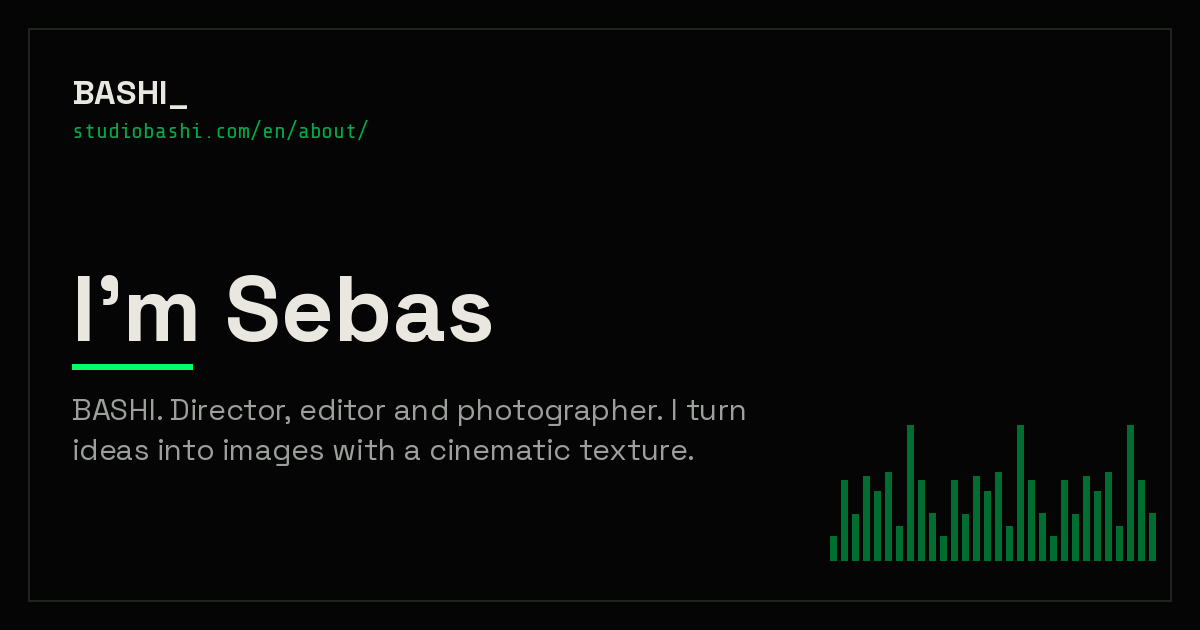 BASHI_
studiobashi.com/en/about/
I’m Sebas
BASHI. Director, editor and photographer. I turn
ideas into images with a cinematic texture.